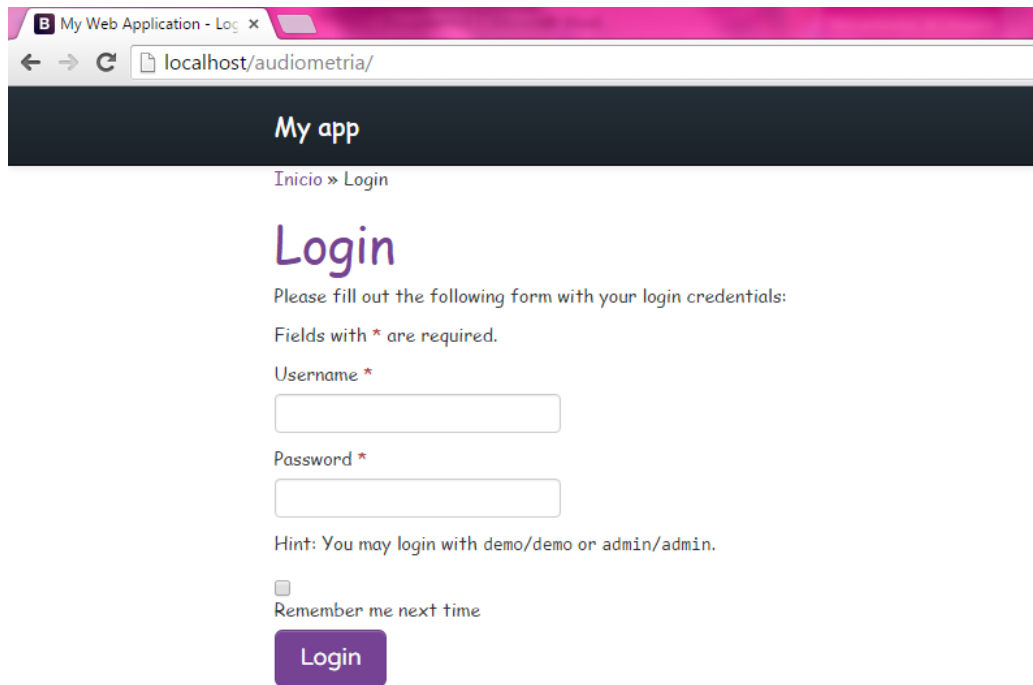 B My Web Application - Log
localhost/audiometria/
My app
Inicio » Login
Login
Please fill out the following form with your login credentials:
Fields with * are required.
Username *
Password *
Hint: You may login with demo/demo or admin/admin.
Remember me next time
Login